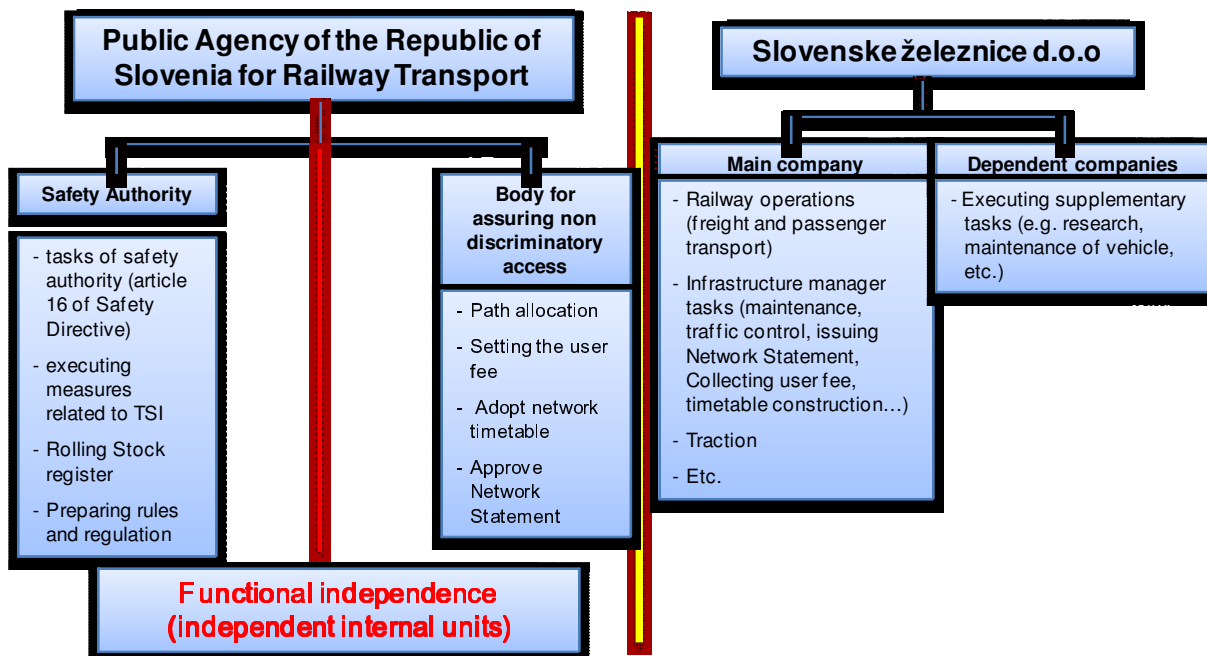 Public Agency of the Republic of
Slovenia for Railway Transport
Safety Authority
- tasks of safety
authority (article
16 of Safety
Directive)
- executing
measures
related to TSI
- Rolling Stock
register
- Preparing rules
and regulation
Body for
assuring non
discriminatory
access
- Path allocation
- Setting the user
fee
- Adopt network
timetable
- Approve
Network
Statement
Functional independence
(independent internal units)
Slovenske železnice d.o.o
Main company
- Railway operations
(freight and passenger
transport)
- Infrastructure manager
tasks (maintenance,
traffic control, issuing
Network Statement,
Collecting user fee,
timetable construction…)
- Traction
- Etc.
Dependent companies
- Executing supplementary
tasks (e.g. research,
maintenance of vehicle,
etc.)